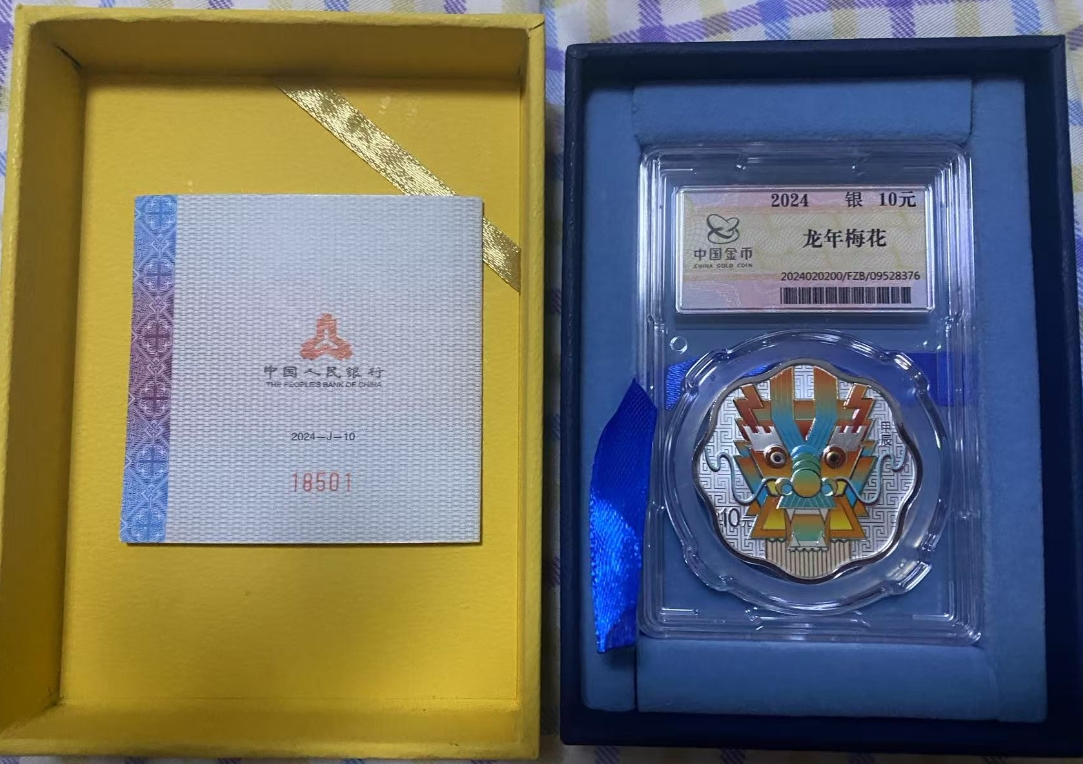 中国人民银行
THE PEOPLE'S BANK OF CHINA
2024—J—10
18501
2024 银 10元
中国金币
CHINA GOLD COIN
龙年梅花
2024020200/FZB/09528376
甲辰
10元